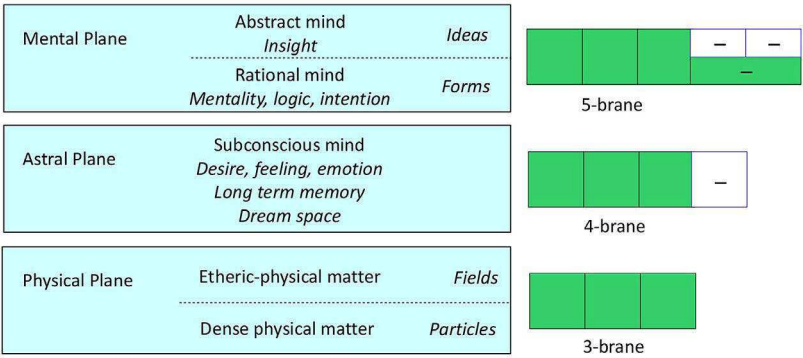 Mental Plane
Abstract mind
Insight
Ideas
Rational mind
Mentality, logic, intention
Forms
– –
–
5-brane
Astral Plane
Subconscious mind
Desire, feeling, emotion
Long term memory
Dream space
–
4-brane
Physical Plane
Etheric-physical matter
Fields
Dense physical matter
Particles
3-brane